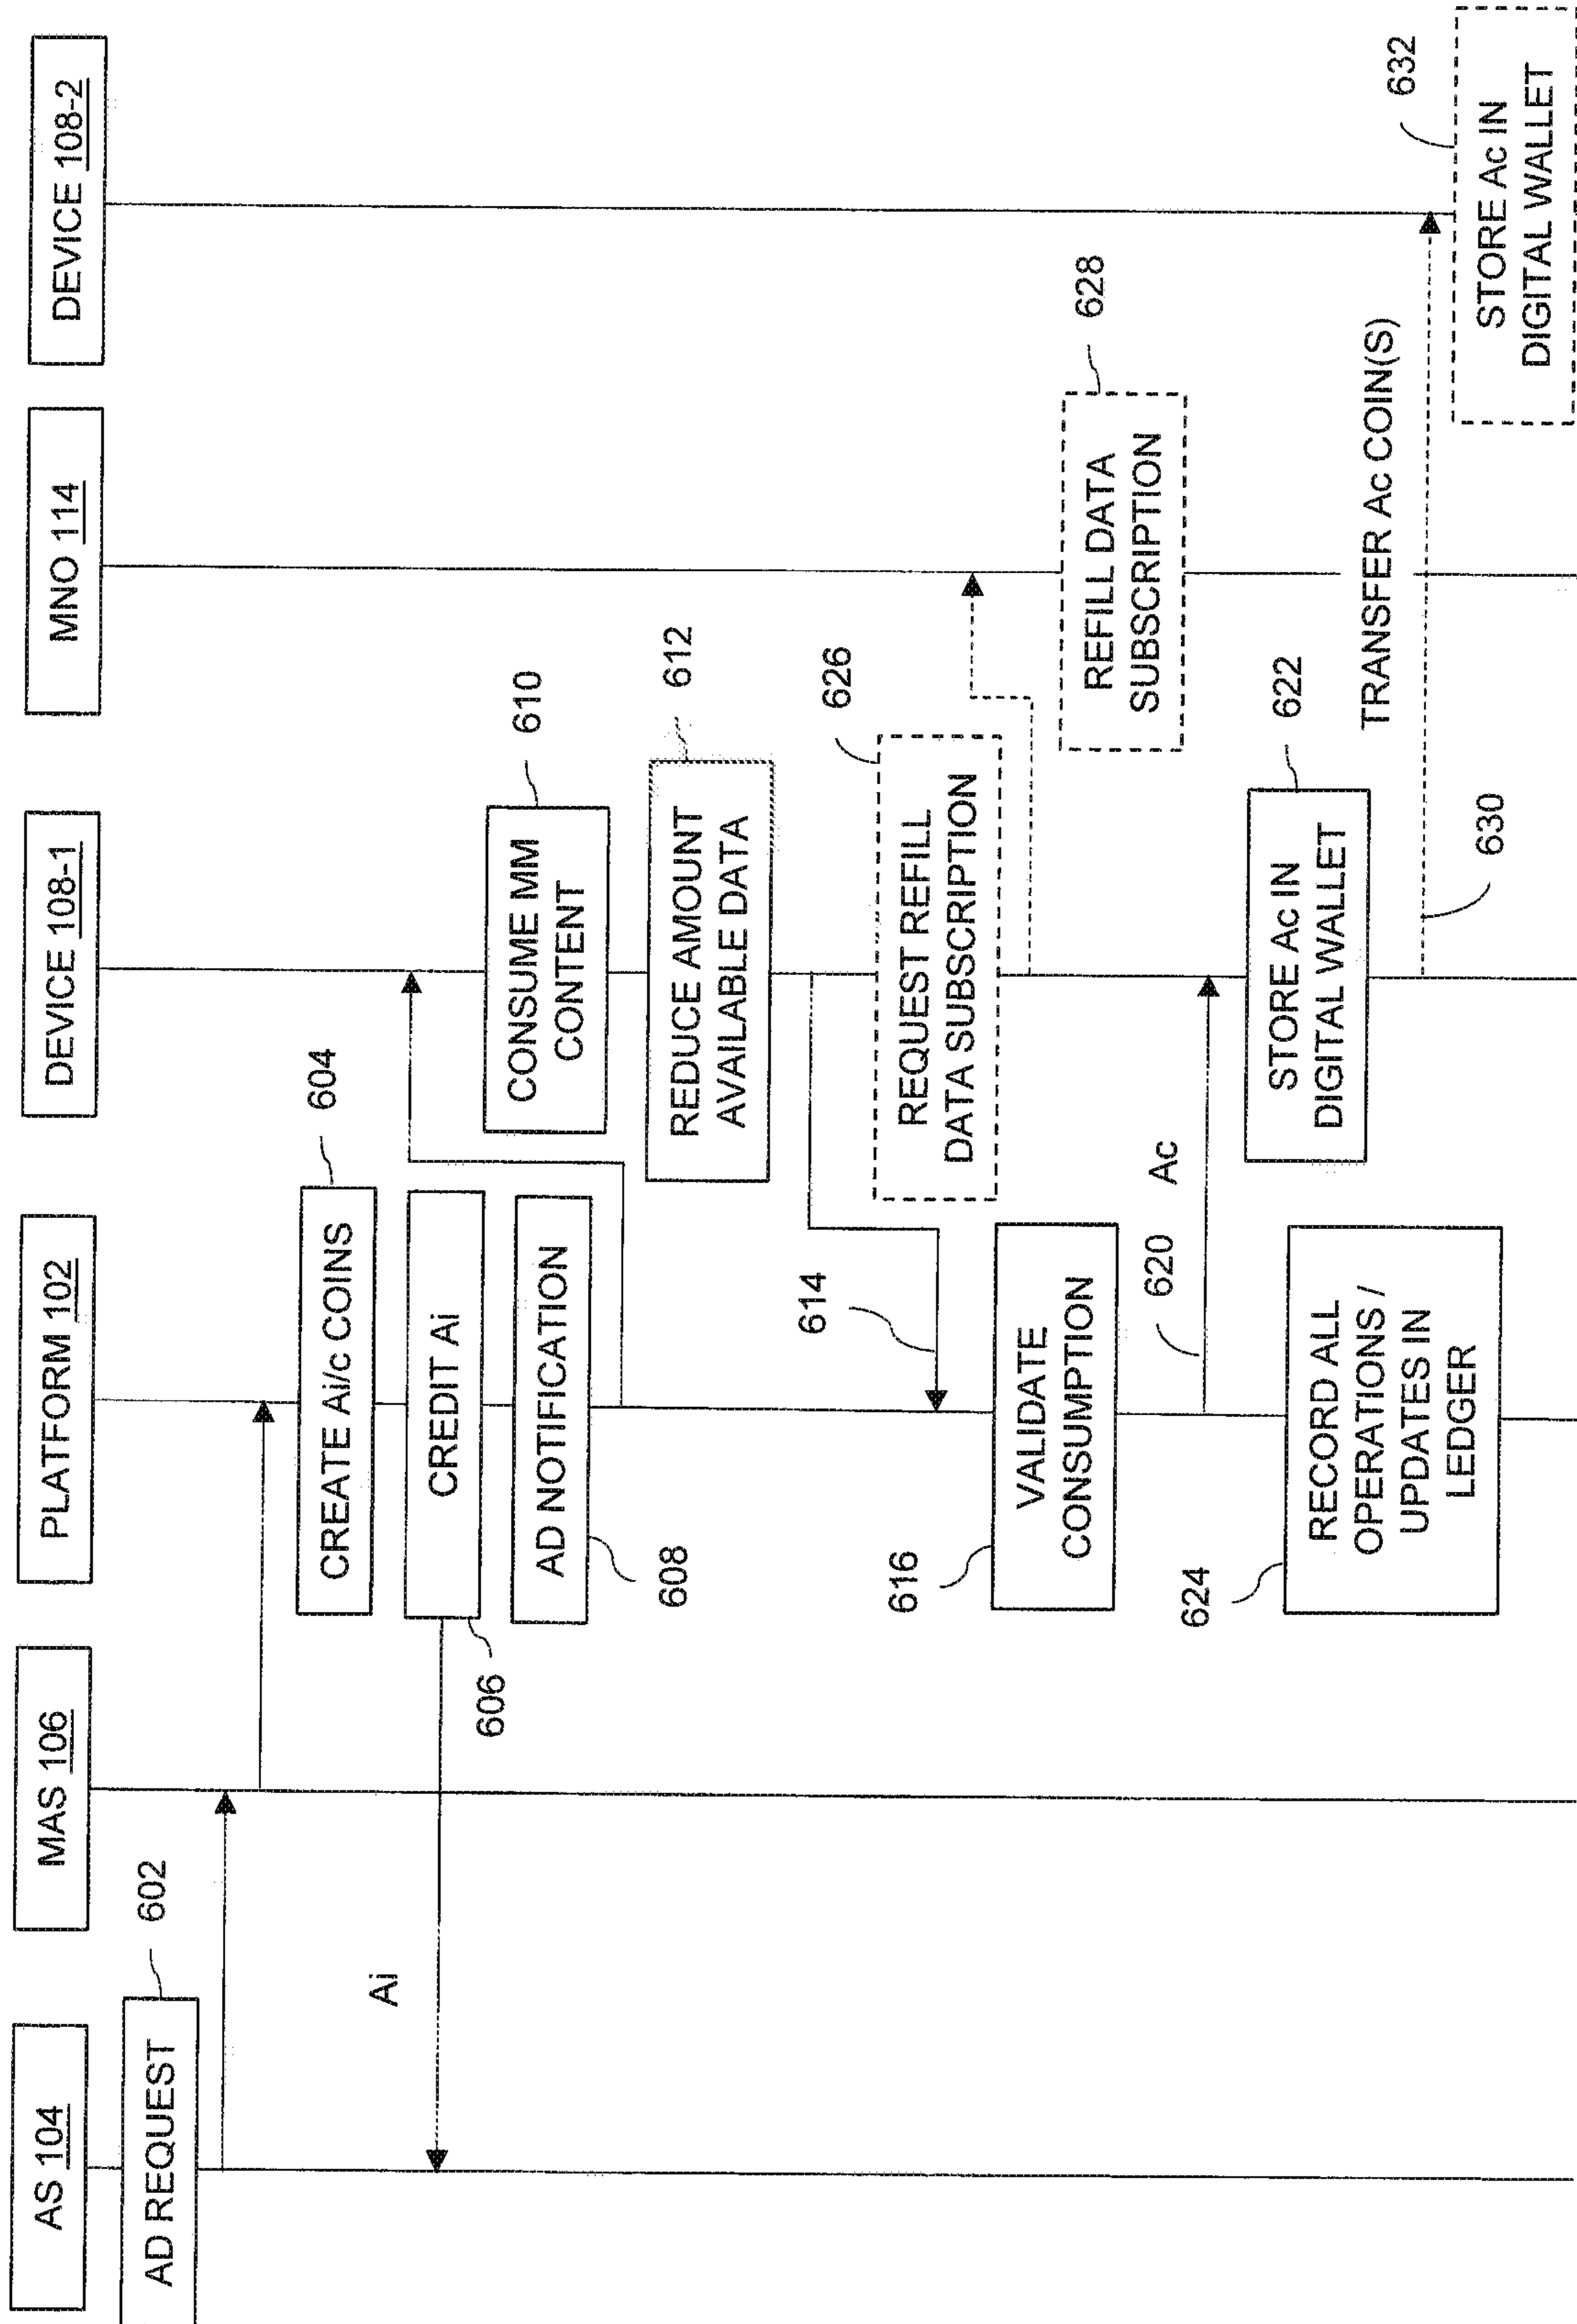 AS 104
MAS 106
PLATFORM 102
DEVICE 108-1
MNO 114
DEVICE 108-2
AD REQUEST
602
CREATE Ai/c COINS
604
CREDIT Ai
606
Ai
AD NOTIFICATION
608
CONSUME MM
CONTENT
610
REDUCE AMOUNT
AVAILABLE DATA
612
614
REQUEST REFILL
DATA SUBSCRIPTION
626
VALIDATE
CONSUMPTION
616
REFILL DATA
SUBSCRIPTION
628
620
Ac
STORE Ac IN
DIGITAL WALLET
622
RECORD ALL
OPERATIONS /
UPDATES IN
LEDGER
624
TRANSFER Ac COIN(S)
630
STORE Ac IN
DIGITAL WALLET
632